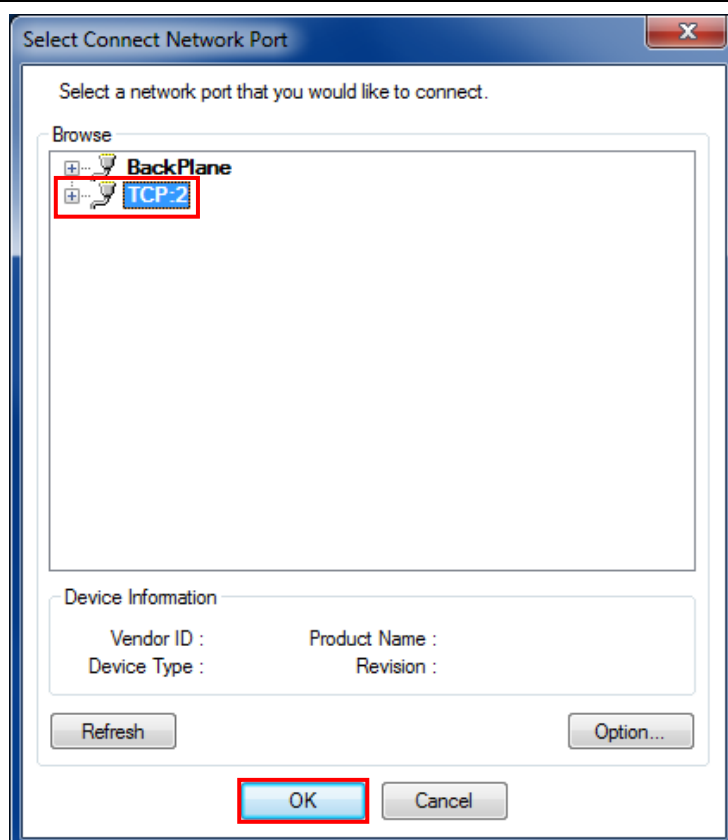 Select Connect Network Port
Select a network port that you would like to connect.
Browse
BackPlane
TCP:2
Device Information
Vendor ID : Product Name :
Device Type : Revision :
Refresh Option...
OK Cancel